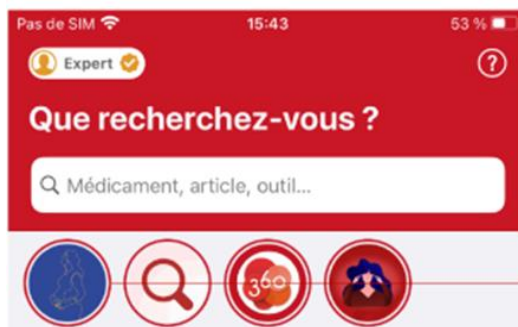 Pas de SIM 15:43 53 %
Expert ?
Que recherchez-vous ?
Médicament, article, outil...
360